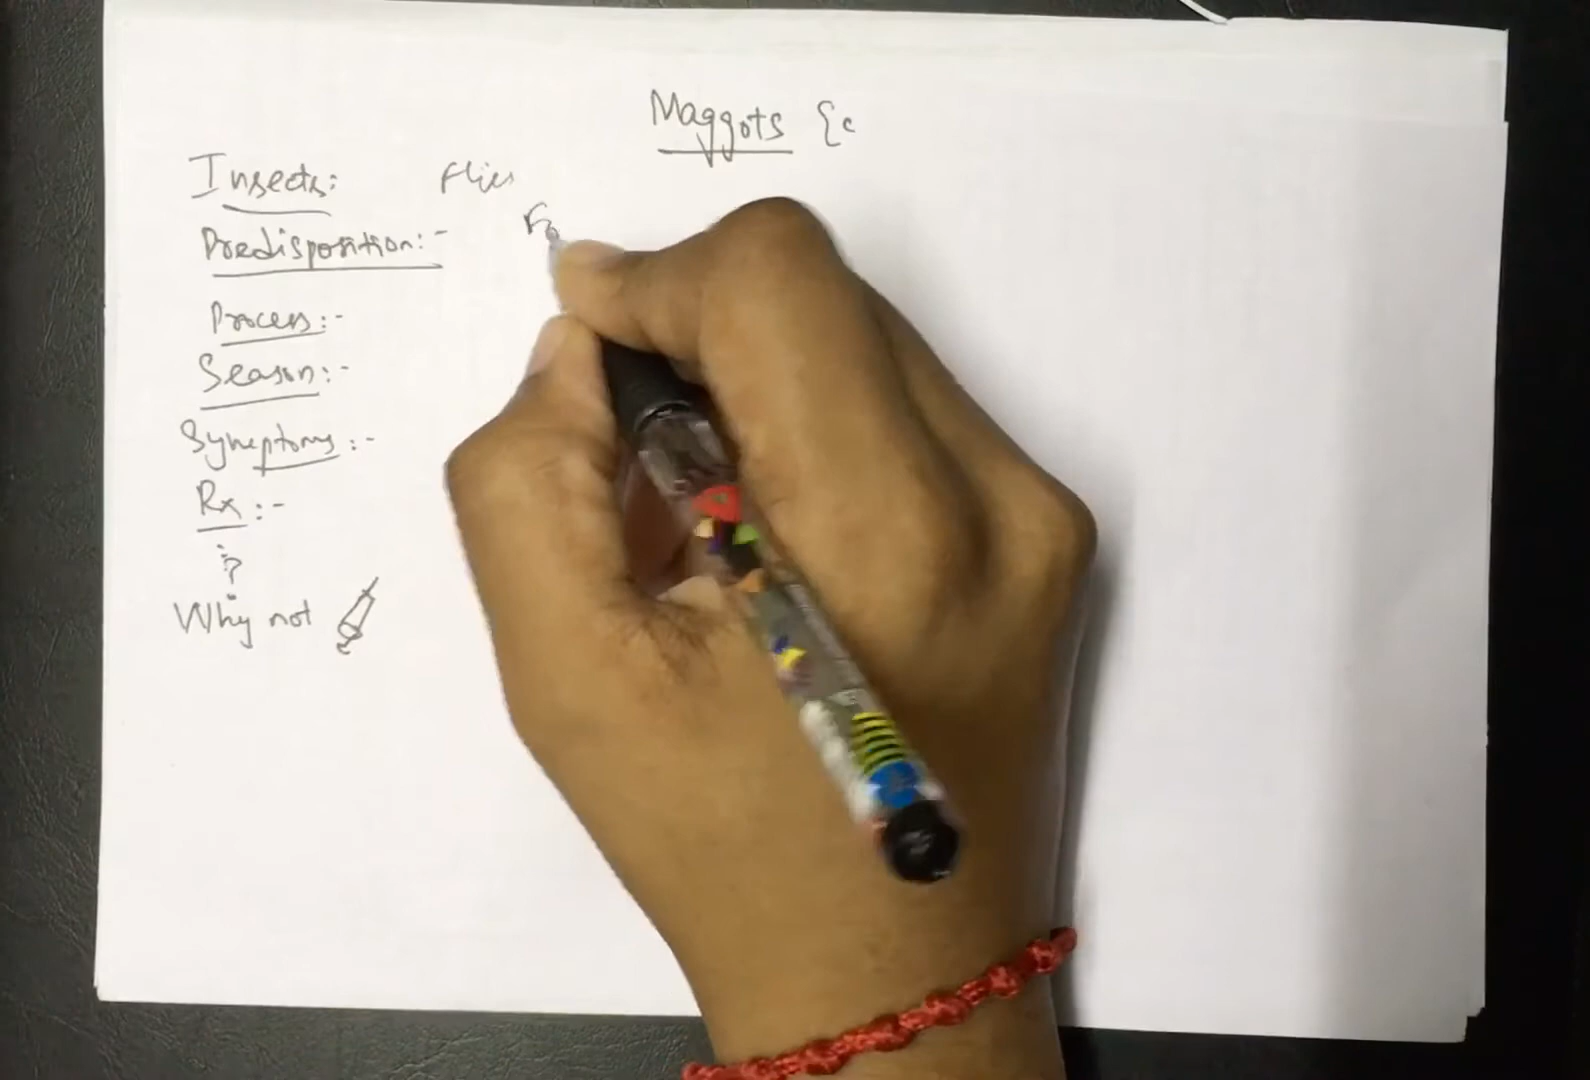 Maggots {c
Insects: flies
Predisposition:-
Process:-
Season:-
Symptoms:-
Rx:-
?
Why not